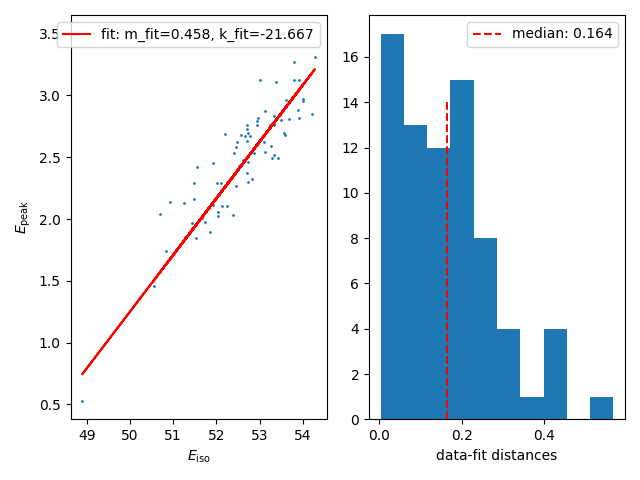 fit: m_fit=0.458, k_fit=-21.667
3.5
3.0
2.5
2.0
1.5
1.0
0.5
E_peak
49 50 51 52 53 54
E_iso
median: 0.164
16
14
12
10
8
6
4
2
0
0.0 0.2 0.4
data-fit distances